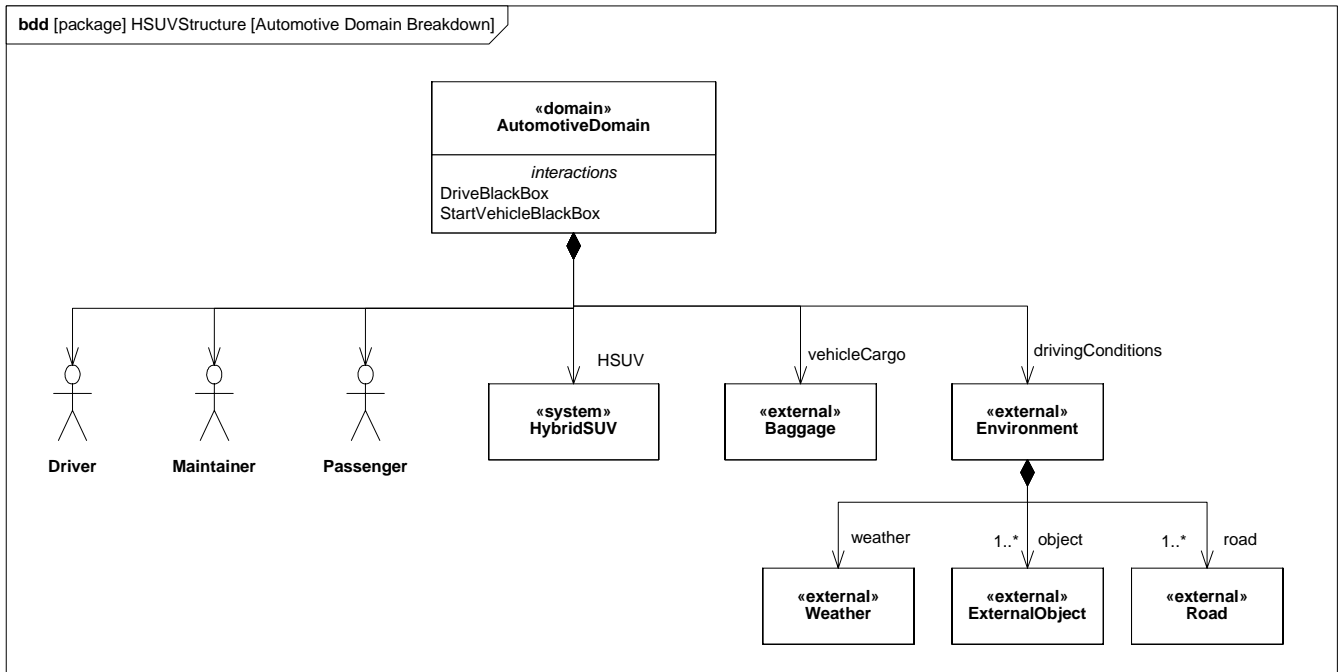 bdd [package] HSUVStructure [Automotive Domain Breakdown]
«domain»
AutomotiveDomain
interactions
DriveBlackBox
StartVehicleBlackBox
HSUV
vehicleCargo
drivingConditions
Driver
Maintainer
Passenger
«system»
HybridSUV
«external»
Baggage
«external»
Environment
weather
1..*
object
1..*
road
«external»
Weather
«external»
ExternalObject
«external»
Road